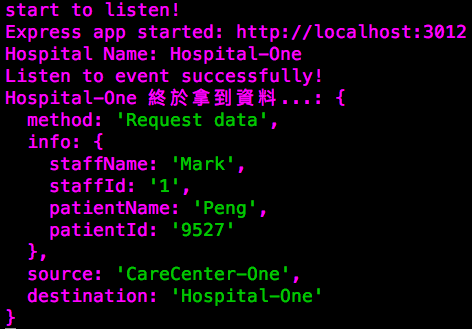 start to listen!
Express app started: http://localhost:3012
Hospital Name: Hospital-One
Listen to event successfully!
Hospital-One 終於拿到資料...: {
  method: 'Request data',
  info: {
    staffName: 'Mark',
    staffId: '1',
    patientName: 'Peng',
    patientId: '9527'
  },
  source: 'CareCenter-One',
  destination: 'Hospital-One'
}